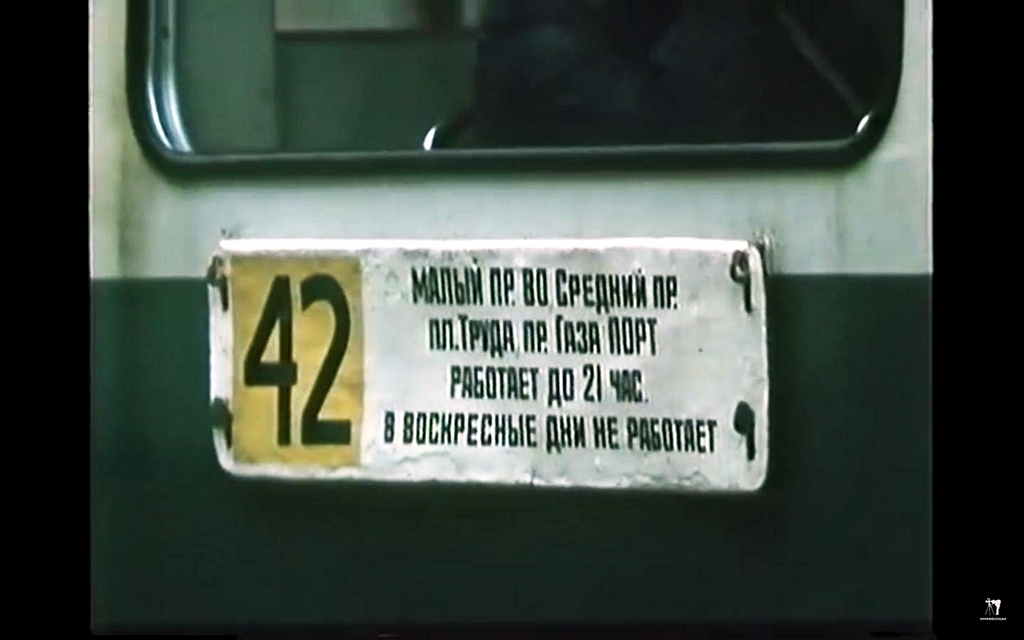 42
МАЛЫЙ ПР. ВО, СРЕДНИЙ ПР.
ПЛ.ТРУДА, ПР. ГАЗА ПОРТ
РАБОТАЕТ ДО 21 ЧАС.
В ВОСКРЕСНЫЕ ДНИ НЕ РАБОТАЕТ